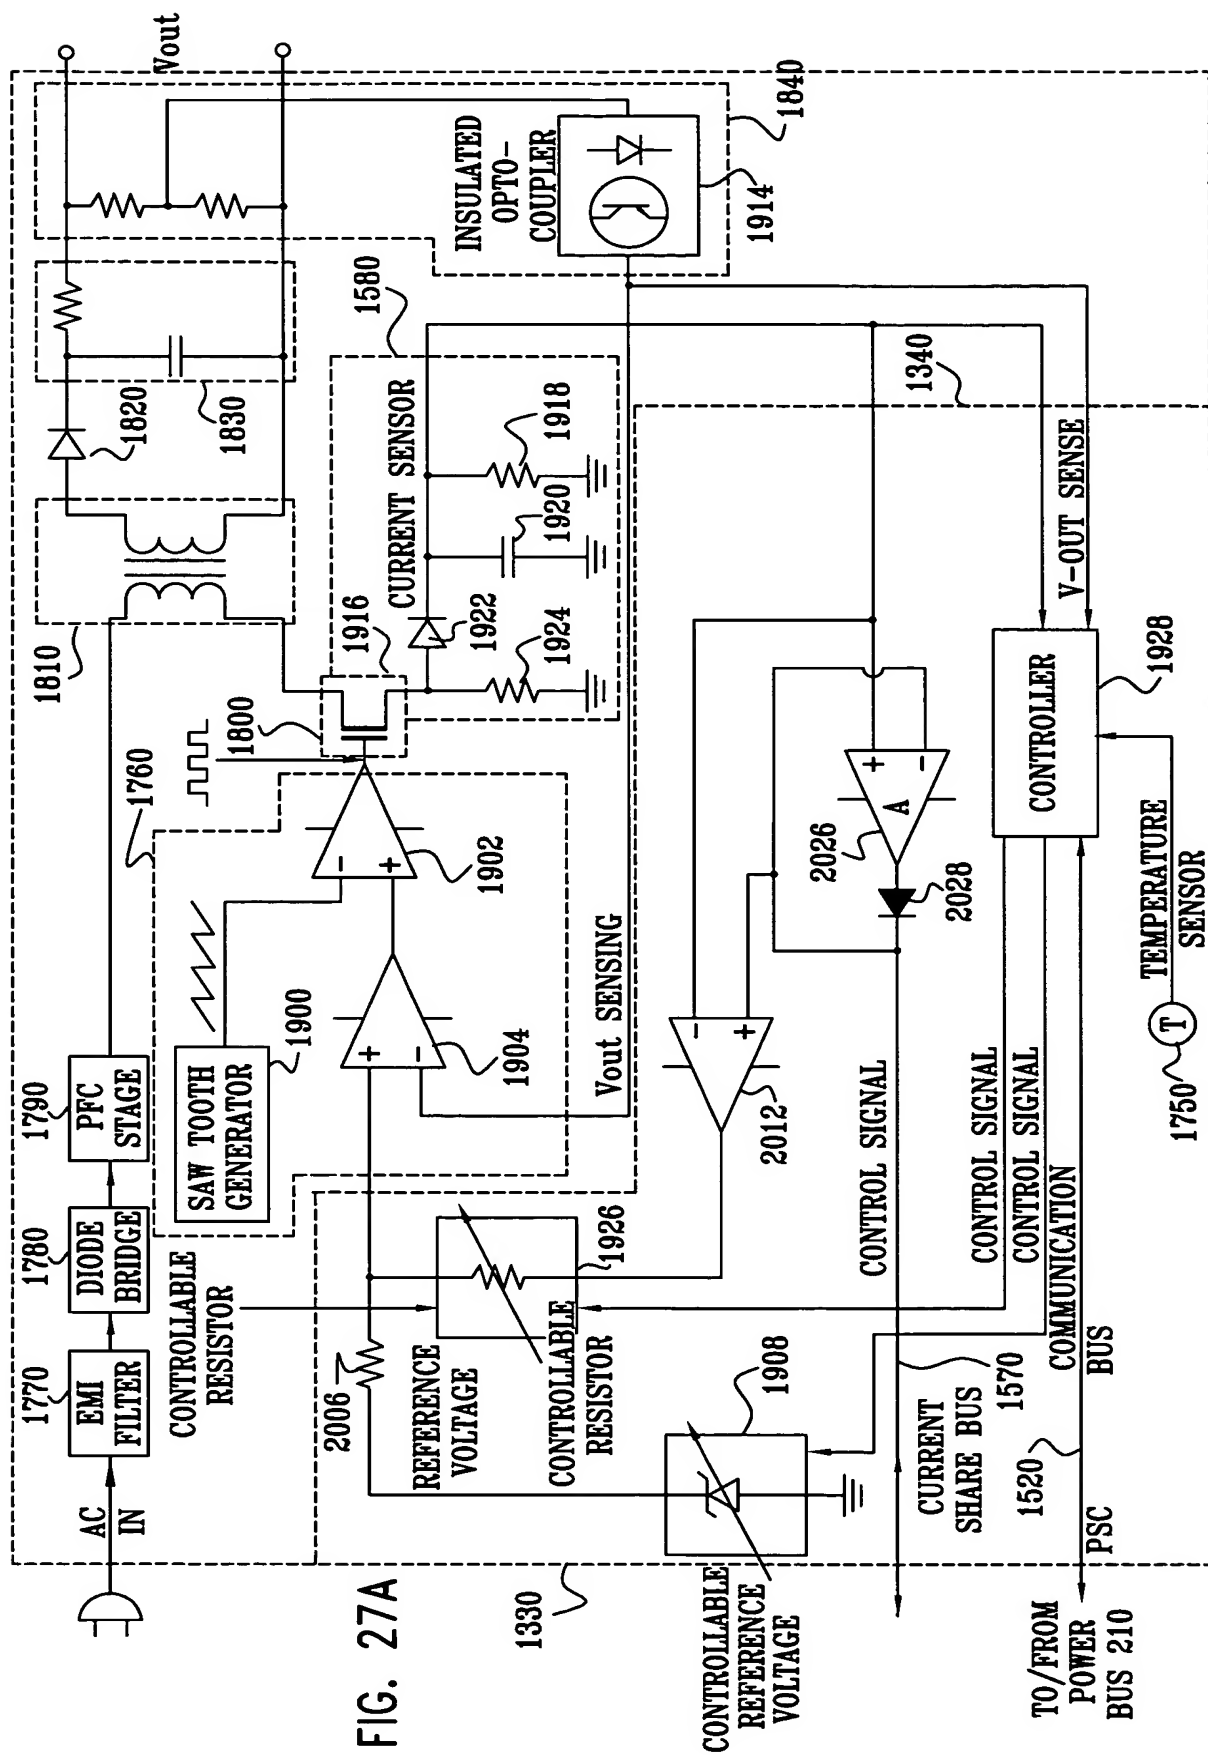 AC
IN
1770
EMI
FILTER
1780
DIODE
BRIDGE
1790
PFC
STAGE
1810
1820
1830
Vout
1760
1800
1916
CURRENT SENSOR
1580
INSULATED
OPTO-
COUPLER
1914
1840
SAW TOOTH
GENERATOR
1900
-
+
1902
+
-
1904
1922
1924
1920
1918
CONTROLLABLE
RESISTOR
2006
REFERENCE
VOLTAGE
1926
CONTROLLABLE
RESISTOR
Vout SENSING
1340
FIG. 27A
1330
1908
CONTROLLABLE
REFERENCE
VOLTAGE
-
+
2012
+
-
A
2026
2028
CONTROL SIGNAL
CURRENT
SHARE BUS
1570
CONTROL SIGNAL
CONTROL SIGNAL
COMMUNICATION
BUS
1520
PSC
TO/FROM
POWER
BUS 210
CONTROLLER
1928
V-OUT SENSE
TEMPERATURE
SENSOR
T
1750